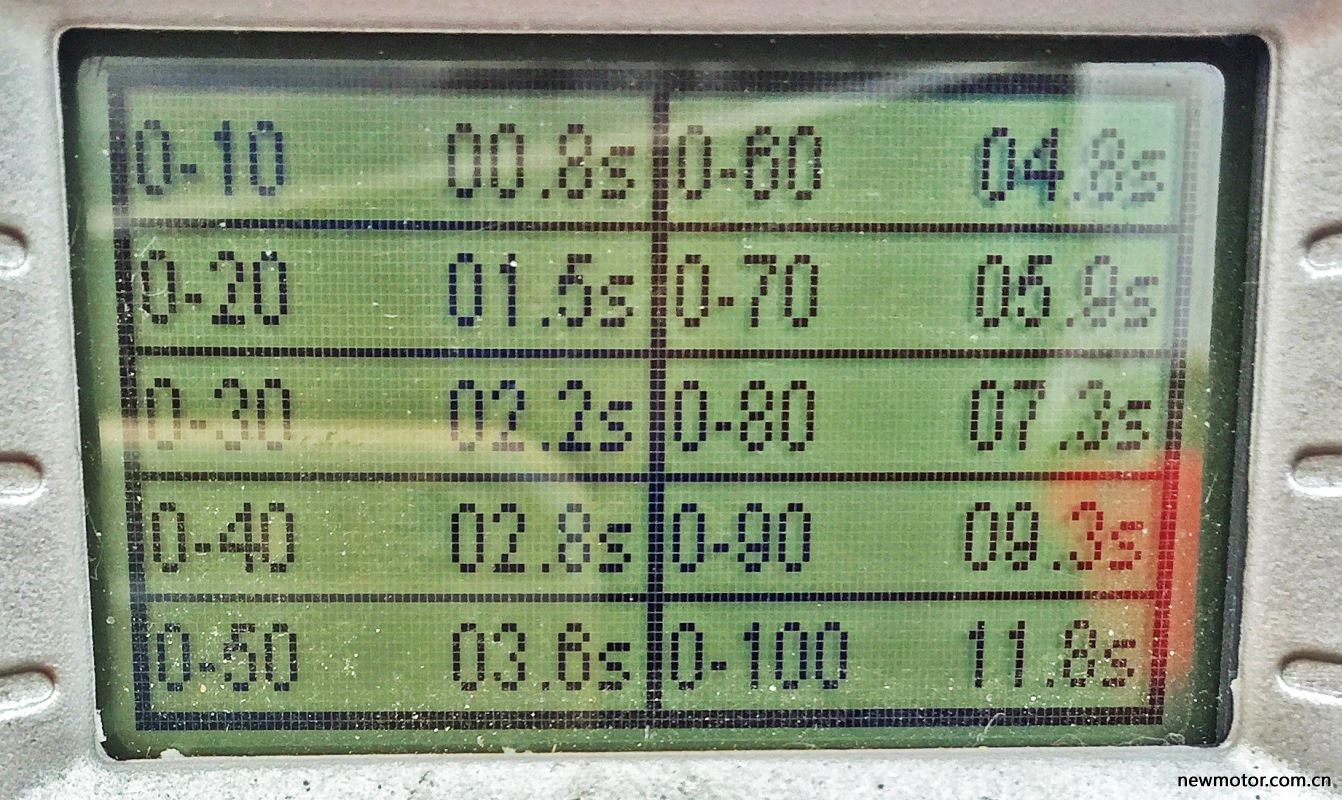 0-10 00.8s 0-60 04.8s
0-20 01.5s 0-70 05.9s
0-30 02.2s 0-80 07.3s
0-40 02.8s 0-90 09.3s
0-50 03.6s 0-100 11.8s
newmotor.com.cn